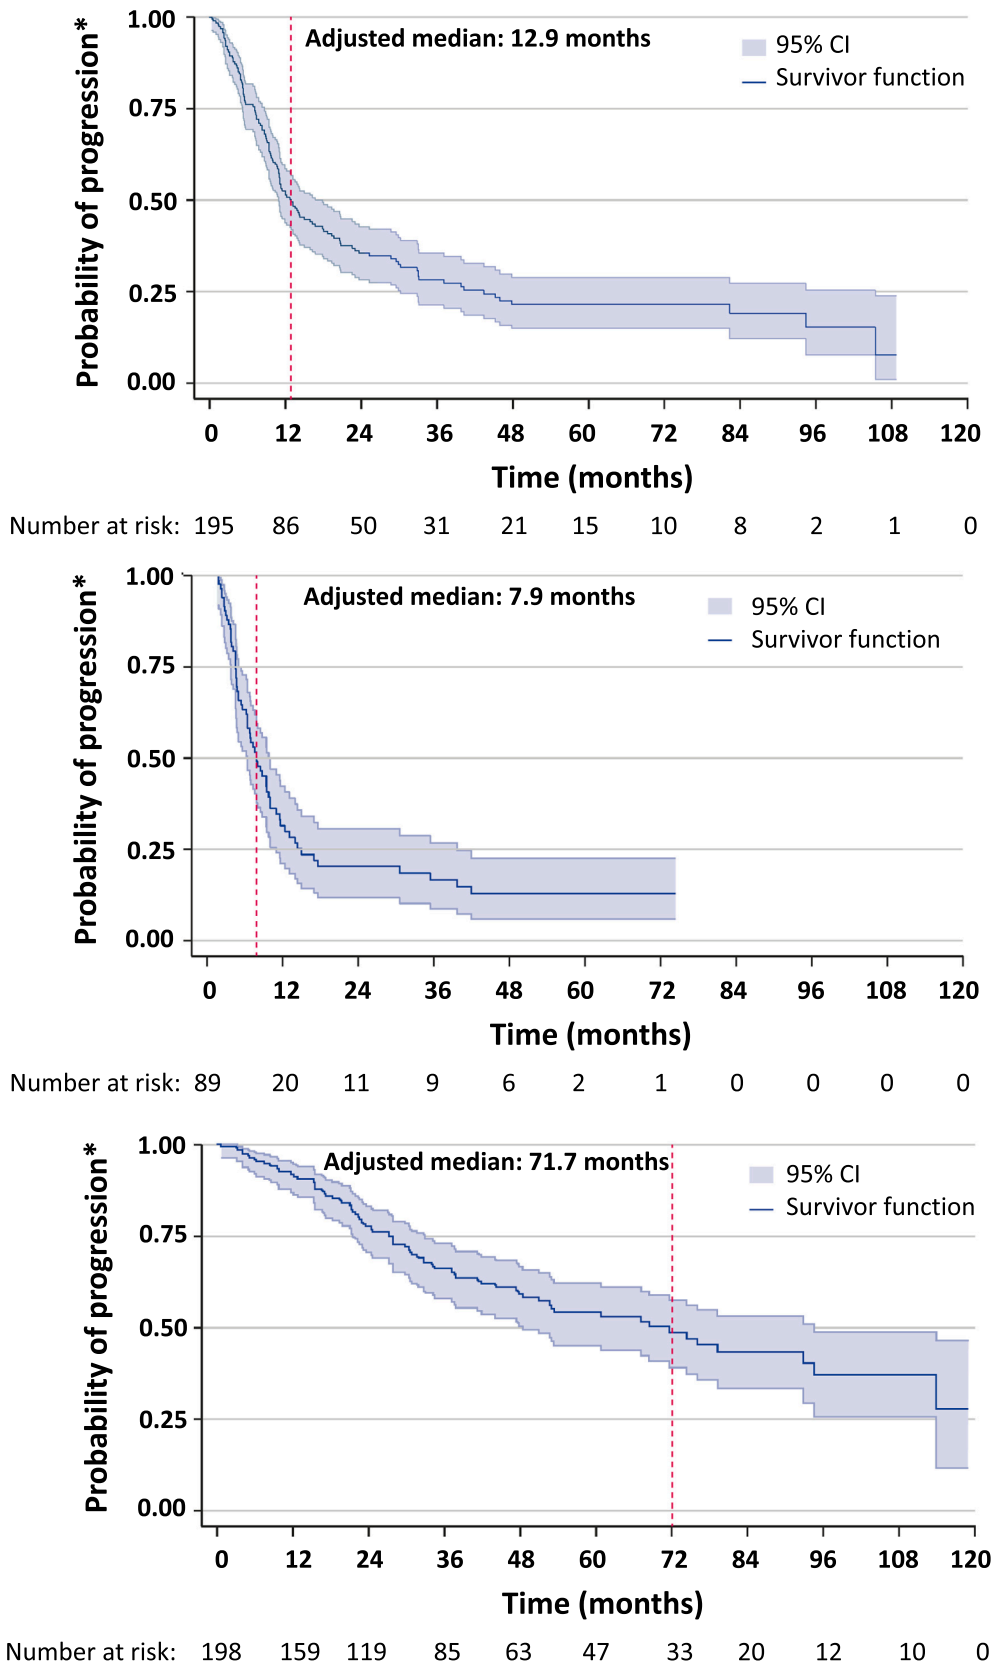 Probability of progression*
1.00
0.75
0.50
0.25
0.00
Adjusted median: 12.9 months
95% CI
Survivor function
0 12 24 36 48 60 72 84 96 108 120
Time (months)
Number at risk: 195 86 50 31 21 15 10 8 2 1 0
Probability of progression*
1.00
0.75
0.50
0.25
0.00
Adjusted median: 7.9 months
95% CI
Survivor function
0 12 24 36 48 60 72 84 96 108 120
Time (months)
Number at risk: 89 20 11 9 6 2 1 0 0 0 0
Probability of progression*
1.00
0.75
0.50
0.25
0.00
Adjusted median: 71.7 months
95% CI
Survivor function
0 12 24 36 48 60 72 84 96 108 120
Time (months)
Number at risk: 198 159 119 85 63 47 33 20 12 10 0